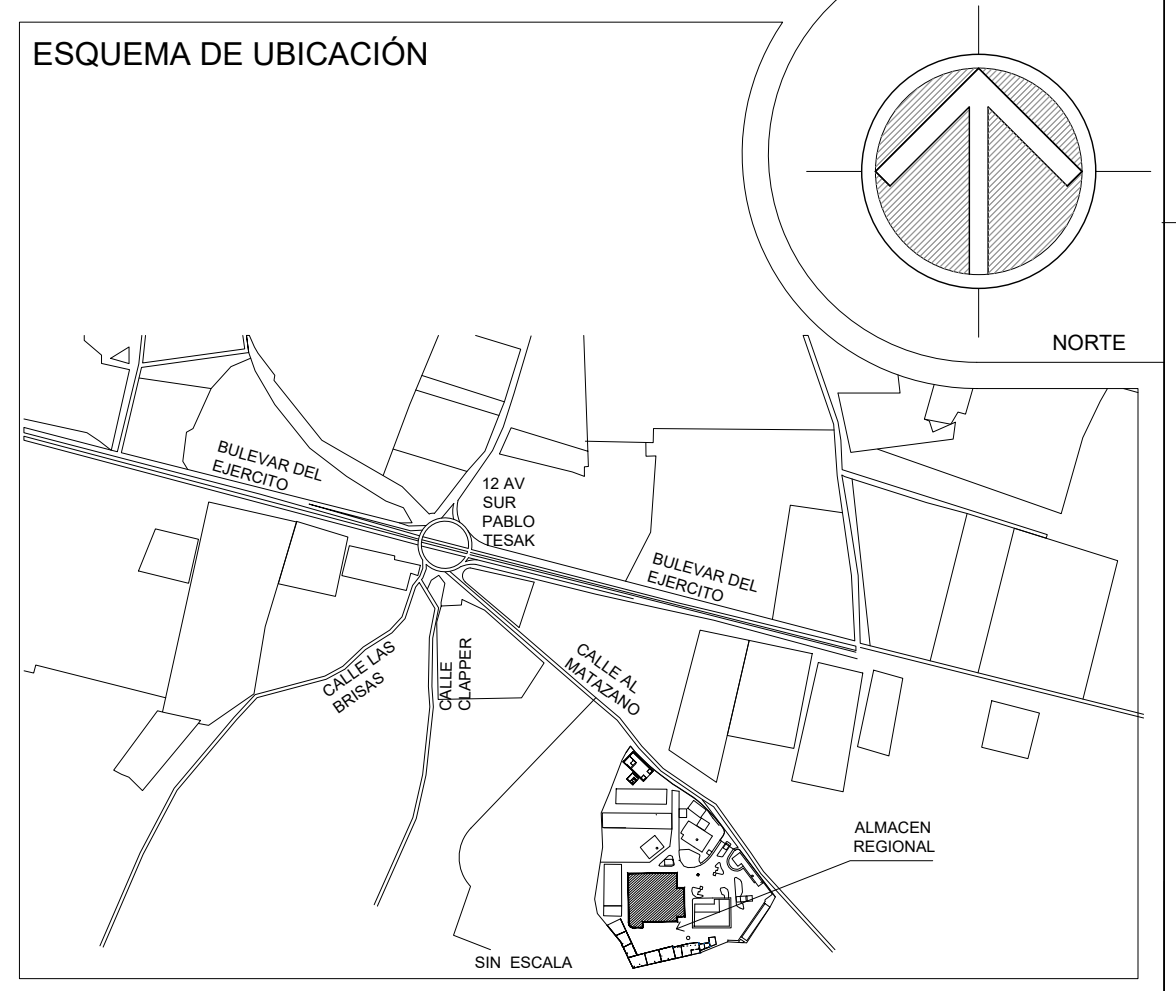 ESQUEMA DE UBICACIÓN
NORTE
BULEVAR DEL
EJERCITO
12 AV
SUR
PABLO
TESAK
BULEVAR DEL
EJERCITO
CALLE LAS
BRISAS
CALLE
CLAPPER
CALLE AL
MATAZANO
ALMACEN
REGIONAL
SIN ESCALA